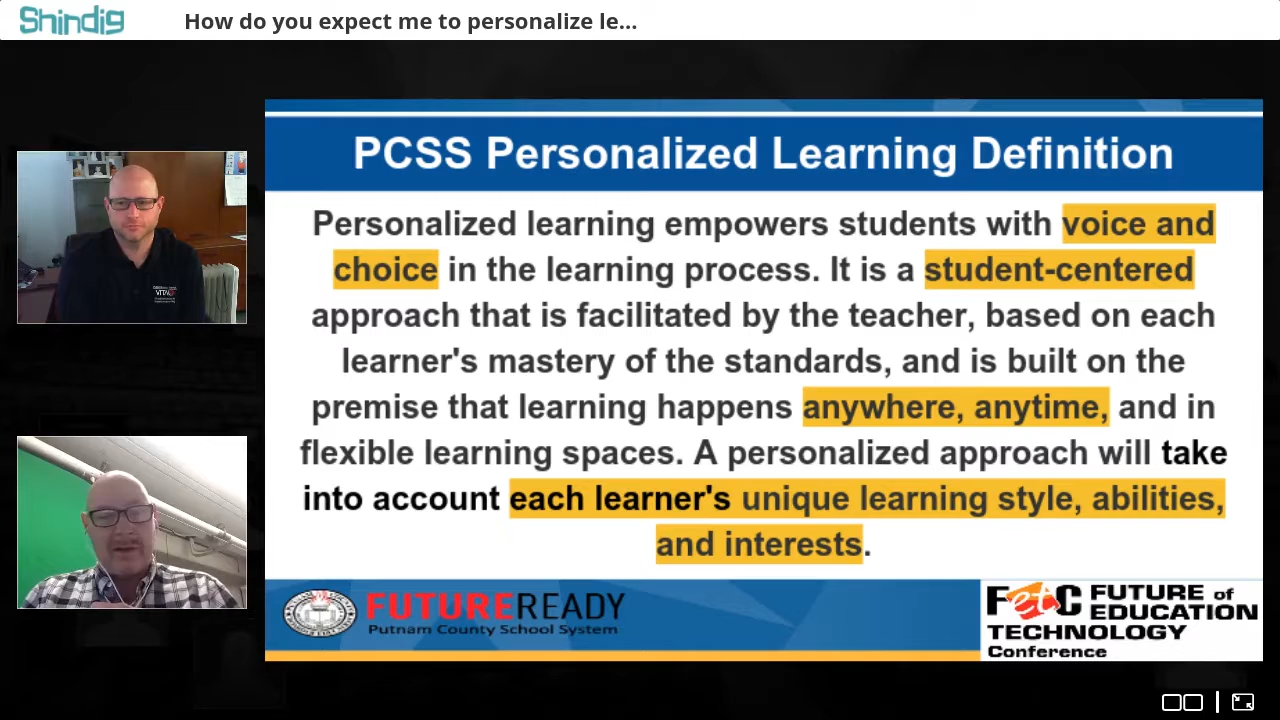 Shindig
How do you expect me to personalize le...
PCSS Personalized Learning Definition
Personalized learning empowers students with voice and
choice in the learning process. It is a student-centered
approach that is facilitated by the teacher, based on each
learner's mastery of the standards, and is built on the
premise that learning happens anywhere, anytime, and in
flexible learning spaces. A personalized approach will take
into account each learner's unique learning style, abilities,
and interests.
FUTUREREADY
Putnam County School System
FETC FUTURE of
EDUCATION
TECHNOLOGY
Conference